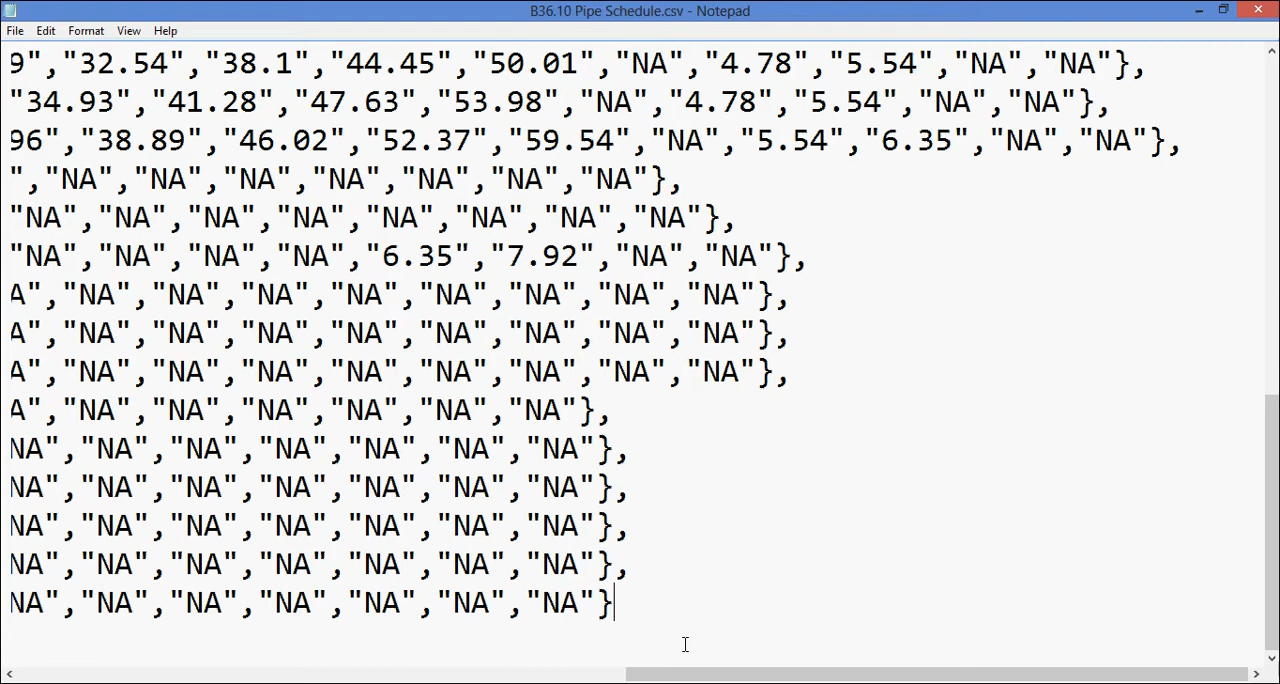 B36.10 Pipe Schedule.csv - Notepad
File Edit Format View Help
9","32.54","38.1","44.45","50.01","NA","4.78","5.54","NA","NA"},
"34.93","41.28","47.63","53.98","NA","4.78","5.54","NA","NA"},
96","38.89","46.02","52.37","59.54","NA","5.54","6.35","NA","NA"},
","NA","NA","NA","NA","NA","NA","NA"},
"NA","NA","NA","NA","NA","NA","NA","NA"},
"NA","NA","NA","NA","6.35","7.92","NA","NA"},
A","NA","NA","NA","NA","NA","NA","NA","NA"},
A","NA","NA","NA","NA","NA","NA","NA","NA"},
A","NA","NA","NA","NA","NA","NA","NA","NA"},
A","NA","NA","NA","NA","NA","NA"},
NA","NA","NA","NA","NA","NA","NA"},
NA","NA","NA","NA","NA","NA","NA"},
NA","NA","NA","NA","NA","NA","NA"},
NA","NA","NA","NA","NA","NA","NA"},
NA","NA","NA","NA","NA","NA","NA"}